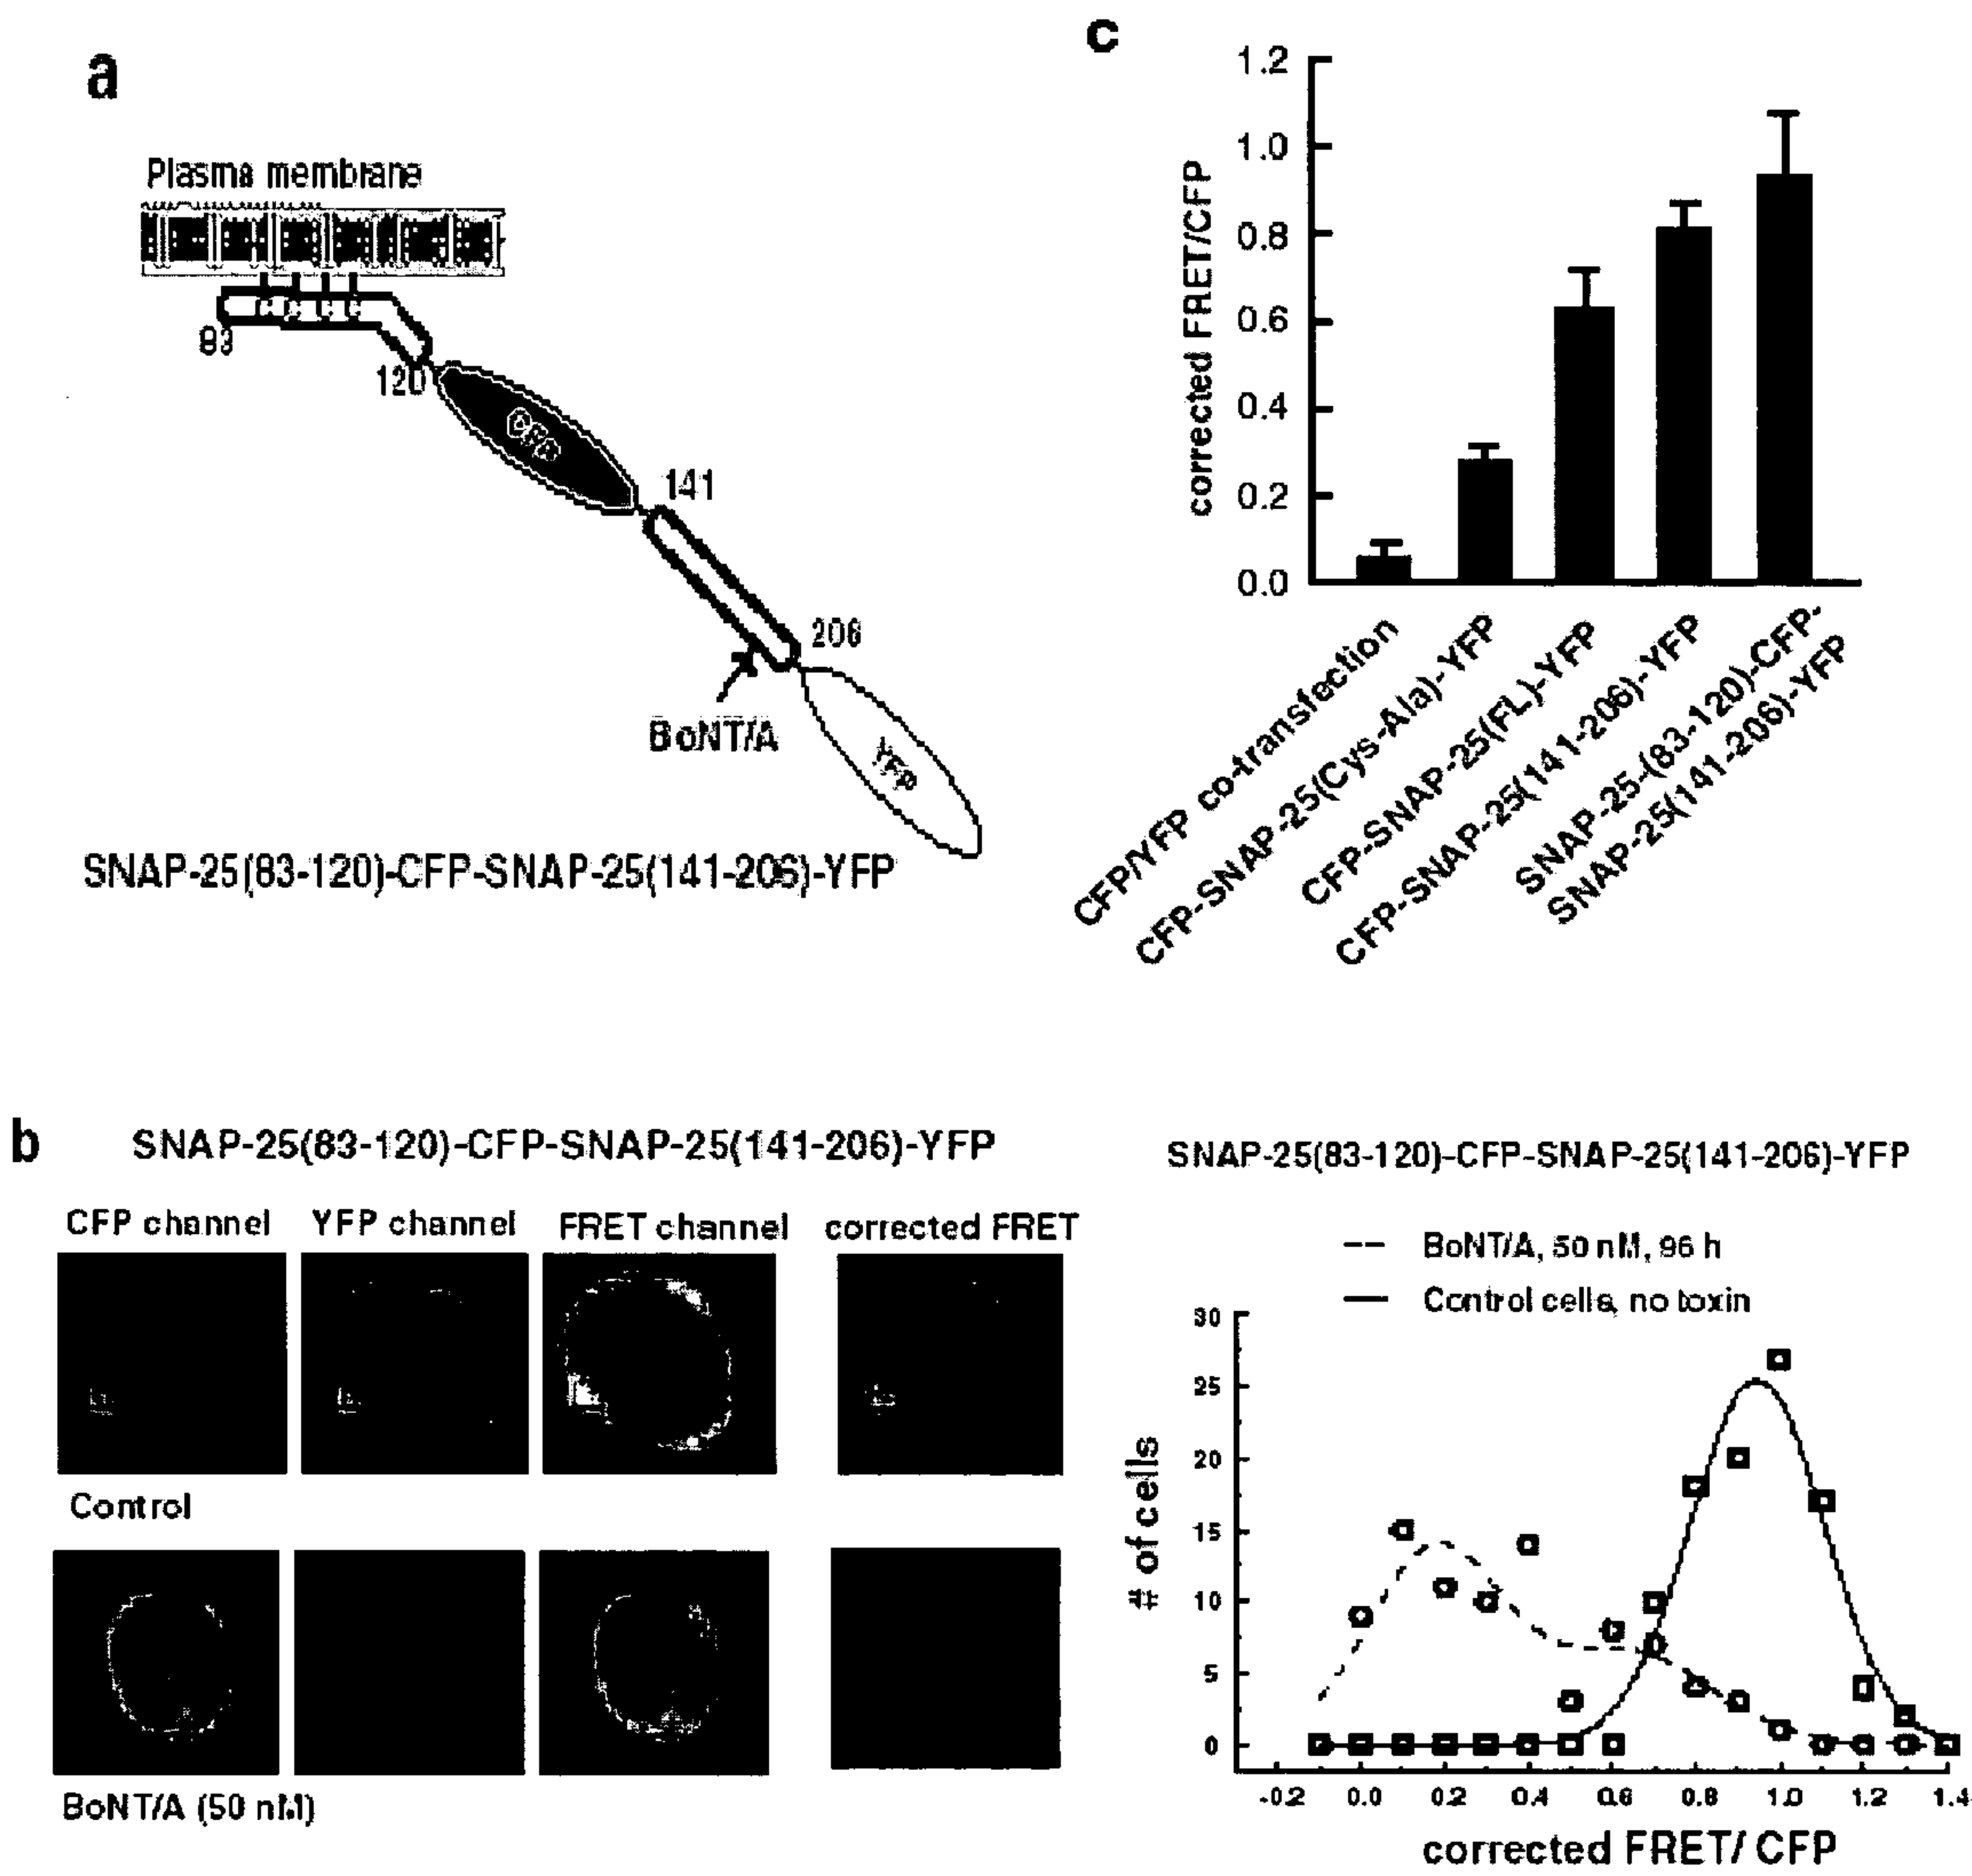 a
Plasma membrane
83
120
CFP
141
206
BoNT/A
YFP
SNAP-25(83-120)-CFP-SNAP-25(141-206)-YFP
c
corrected FRET/CFP
1.2
1.0
0.8
0.6
0.4
0.2
0.0
CFP/YFP co-transfection
CFP-SNAP-25(Cys-Ala)-YFP
CFP-SNAP-25(FL)-YFP
CFP-SNAP-25(141-206)-YFP
SNAP-25-(83-120)-CFP-
SNAP-25(141-206)-YFP
b
SNAP-25(83-120)-CFP-SNAP-25(141-206)-YFP
CFP channel
YFP channel
FRET channel
corrected FRET
Control
BoNT/A (50 nM)
SNAP-25(83-120)-CFP-SNAP-25(141-206)-YFP
BoNT/A, 50 nM, 96 h
Control cells, no toxin
# of cells
30
25
20
15
10
5
0
-0.2 0.0 0.2 0.4 0.6 0.8 1.0 1.2 1.4
corrected FRET/ CFP